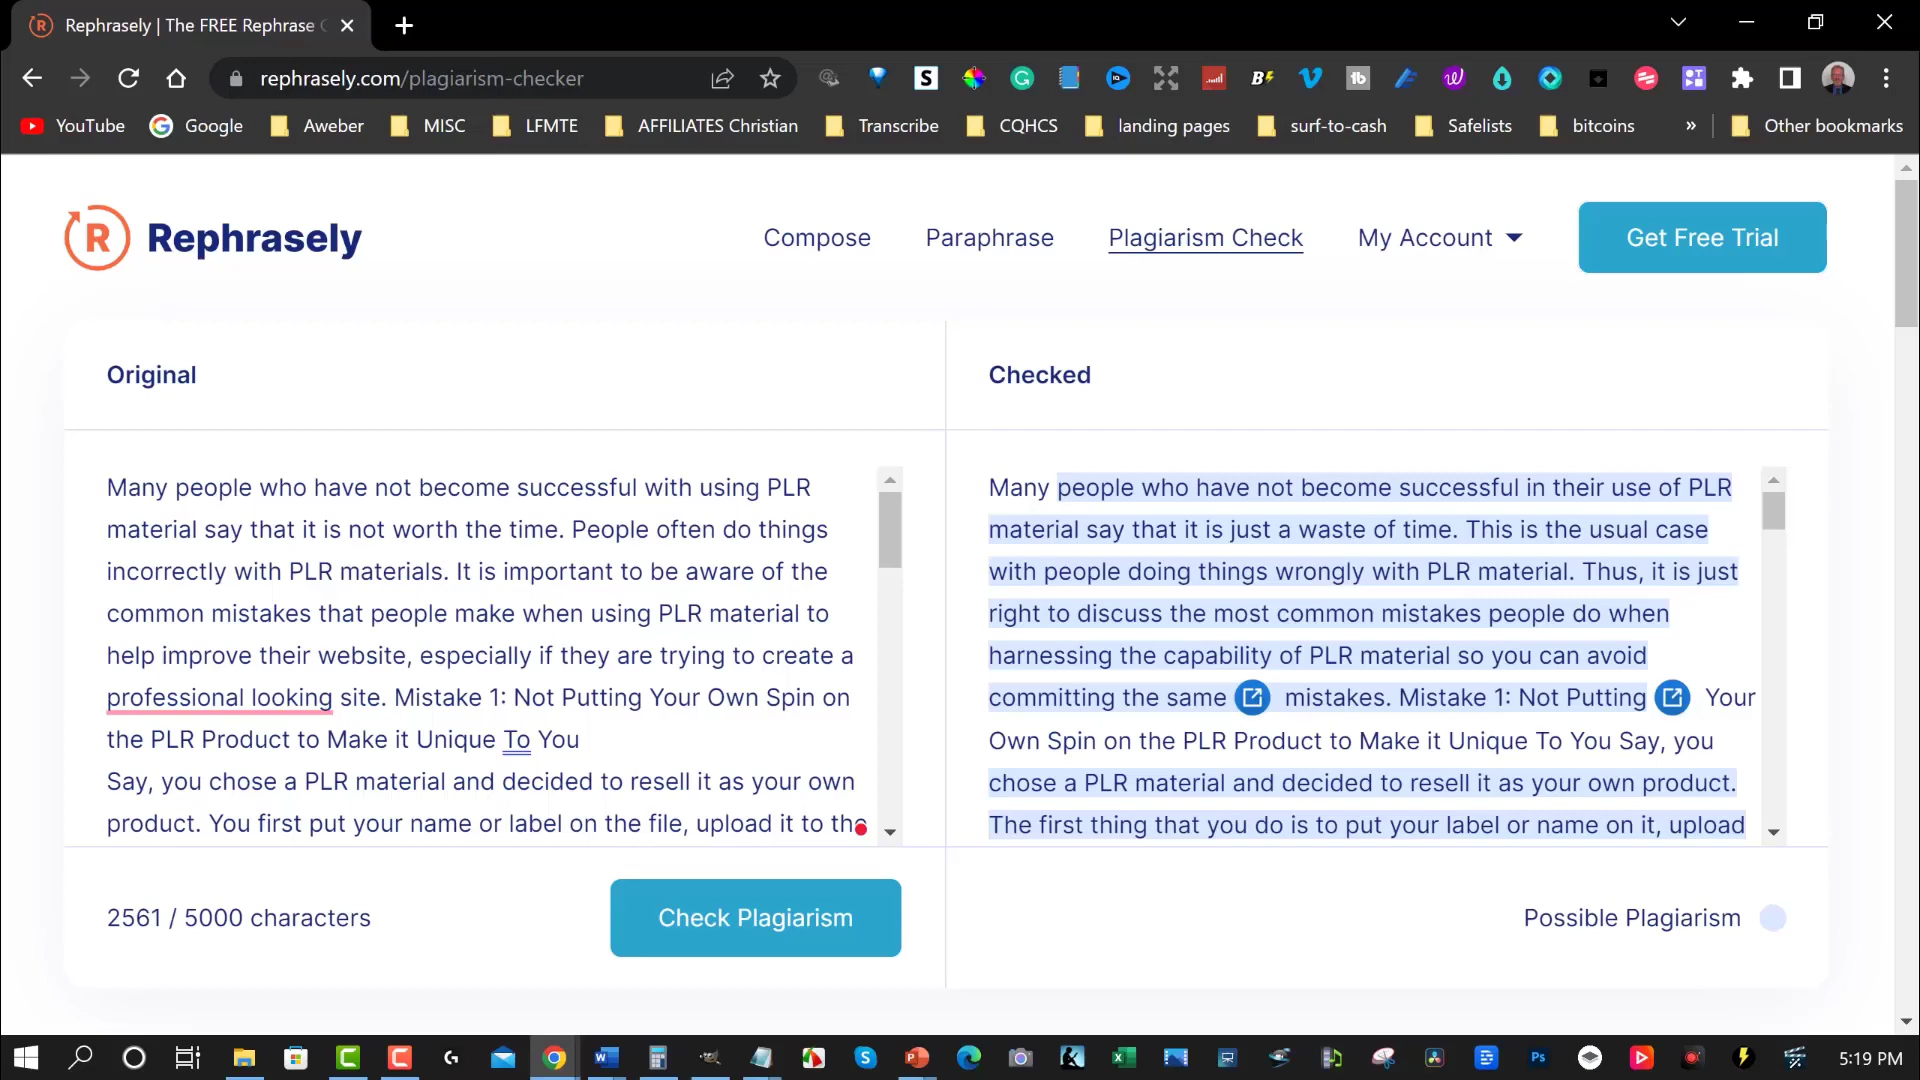 Rephrasely | The FREE Rephrase
rephrasely.com/plagiarism-checker
YouTube
Google
Aweber
MISC
LFMTE
AFFILIATES Christian
Transcribe
CQHCS
landing pages
surf-to-cash
Safelists
bitcoins
»
Other bookmarks
R
Rephrasely
Compose
Paraphrase
Plagiarism Check
My Account
Get Free Trial
Original
Many people who have not become successful with using PLR
material say that it is not worth the time. People often do things
incorrectly with PLR materials. It is important to be aware of the
common mistakes that people make when using PLR material to
help improve their website, especially if they are trying to create a
professional looking site. Mistake 1: Not Putting Your Own Spin on
the PLR Product to Make it Unique To You
Say, you chose a PLR material and decided to resell it as your own
product. You first put your name or label on the file, upload it to the
2561 / 5000 characters
Check Plagiarism
Checked
Many people who have not become successful in their use of PLR
material say that it is just a waste of time. This is the usual case
with people doing things wrongly with PLR material. Thus, it is just
right to discuss the most common mistakes people do when
harnessing the capability of PLR material so you can avoid
committing the same mistakes. Mistake 1: Not Putting Your
Own Spin on the PLR Product to Make it Unique To You Say, you
chose a PLR material and decided to resell it as your own product.
The first thing that you do is to put your label or name on it, upload
Possible Plagiarism
5:19 PM